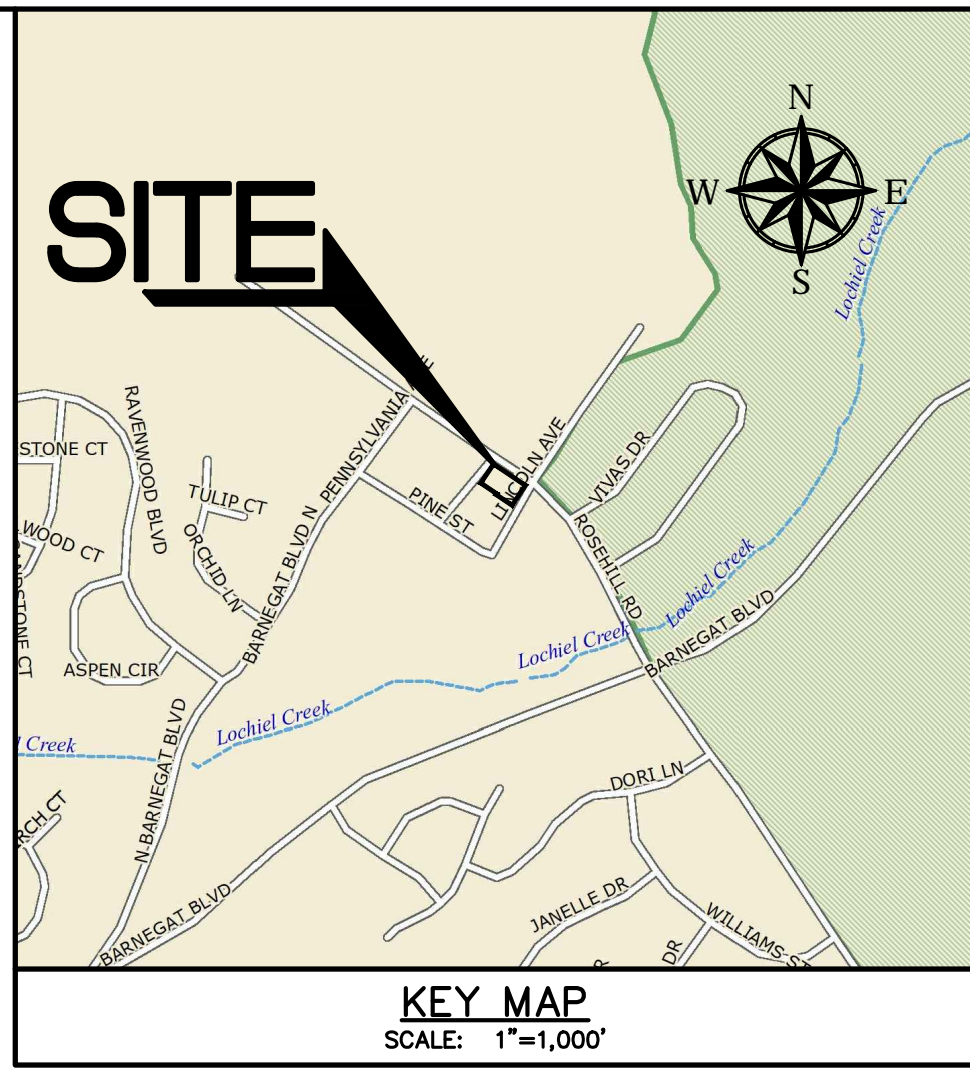 N
W E
S
Lochiel Creek
SITE
PENNSYLVANIA
RAVENWOOD BLVD
STONE CT
TULIP CT
ORCHID LN
WOOD CT
BARNEGAT BLVD N
PINE ST
LINCOLN AVE
VIVAS DR
ROSEHILL RD
Lochiel Creek
BARNEGAT BLVD
Lochiel Creek
ASPEN CIR
Lochiel Creek
Creek
N BARNEGAT BLVD
RCH CT
BARNEGAT BLVD
DORI LN
JANELLE DR
WILLIAMS ST
DR
KEY MAP
SCALE: 1"=1,000'